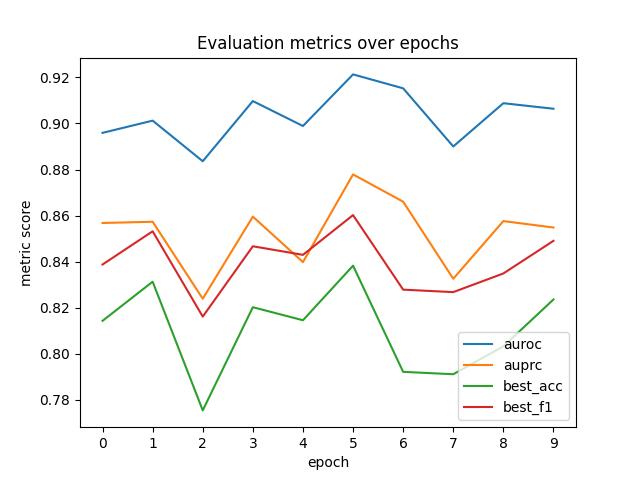 Evaluation metrics over epochs
metric score
0.92
0.90
0.88
0.86
0.84
0.82
0.80
0.78
auroc
auprc
best_acc
best_f1
0 1 2 3 4 5 6 7 8 9
epoch